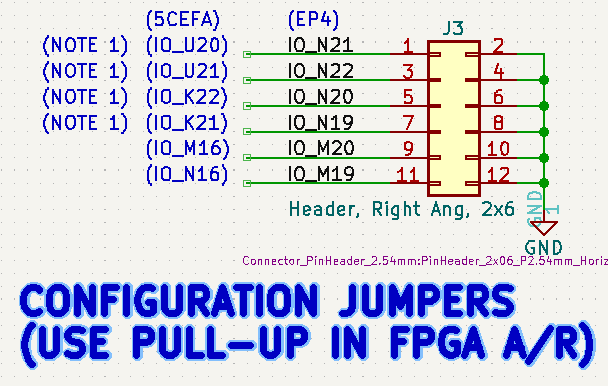 (5CEFA) (EP4) J3
(NOTE 1) (IO_U20) IO_N21 1 2
(NOTE 1) (IO_U21) IO_N22 3 4
(NOTE 1) (IO_K22) IO_N20 5 6
(NOTE 1) (IO_K21) IO_N19 7 8
(IO_M16) IO_M20 9 10
(IO_N16) IO_M19 11 12
GND 1
Header, Right Ang, 2x6
GND
Connector_PinHeader_2.54mm:PinHeader_2x06_P2.54mm_Horiz
CONFIGURATION JUMPERS
(USE PULL-UP IN FPGA A/R)